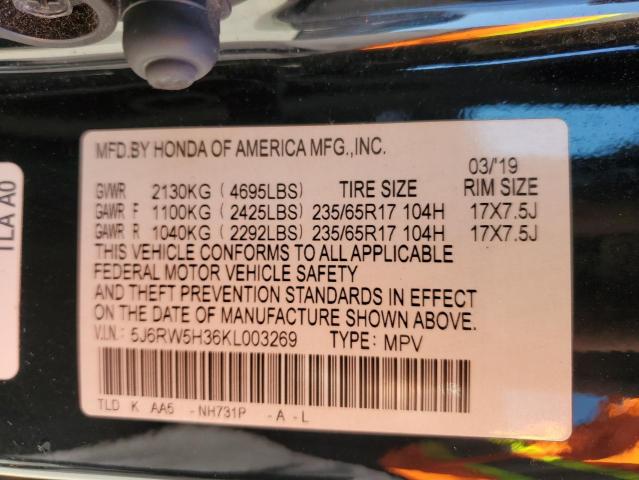 MFD.BY HONDA OF AMERICA MFG.,INC.
03/'19
GVWR 2130KG ( 4695LBS) TIRE SIZE RIM SIZE
GAWR F 1100KG ( 2425LBS) 235/65R17 104H 17X7.5J
GAWR R 1040KG ( 2292LBS) 235/65R17 104H 17X7.5J
THIS VEHICLE CONFORMS TO ALL APPLICABLE
FEDERAL MOTOR VEHICLE SAFETY
AND THEFT PREVENTION STANDARDS IN EFFECT
ON THE DATE OF MANUFACTURE SHOWN ABOVE.
V.I.N.: 5J6RW5H36KL003269 TYPE: MPV
TLD K AA5 -NH731P -A-L
TLA A0